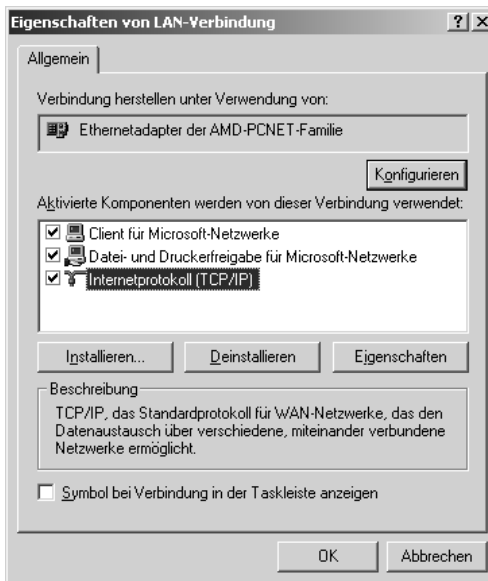 Eigenschaften von LAN-Verbindung
Allgemein
Verbindung herstellen unter Verwendung von:
Ethernetadapter der AMD-PCNET-Familie
Konfigurieren
Aktivierte Komponenten werden von dieser Verbindung verwendet:
Client für Microsoft-Netzwerke
Datei- und Druckerfreigabe für Microsoft-Netzwerke
Internetprotokoll (TCP/IP)
Installieren... Deinstallieren Eigenschaften
Beschreibung
TCP/IP, das Standardprotokoll für WAN-Netzwerke, das den
Datenaustausch über verschiedene, miteinander verbundene
Netzwerke ermöglicht.
Symbol bei Verbindung in der Taskleiste anzeigen
OK Abbrechen